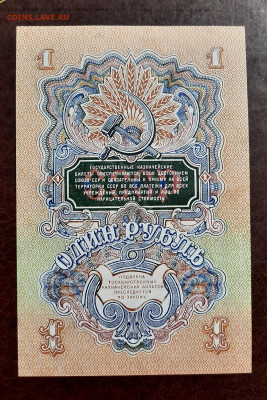 COINS.LAVE.RU
1 1
ГОСУДАРСТВЕННЫЕ КАЗНАЧЕЙСКИЕ
БИЛЕТЫ ОБЕСПЕЧИВАЮТСЯ ВСЕМ ДОСТОЯНИЕМ
СОЮЗА ССР И ОБЯЗАТЕЛЬНЫ К ПРИЕМУ НА ВСЕЙ
ТЕРРИТОРИИ СССР ВО ВСЕ ПЛАТЕЖИ ДЛЯ ВСЕХ
УЧРЕЖДЕНИЙ, ПРЕДПРИЯТИЙ И ЛИЦ ПО
НАРИЦАТЕЛЬНОЙ СТОИМОСТИ.
ОДИН РУБЛЬ
ПОДДЕЛКА
ГОСУДАРСТВЕННЫХ
КАЗНАЧЕЙСКИХ БИЛЕТОВ
ПРЕСЛЕДУЕТСЯ
ПО ЗАКОНУ.
1 1